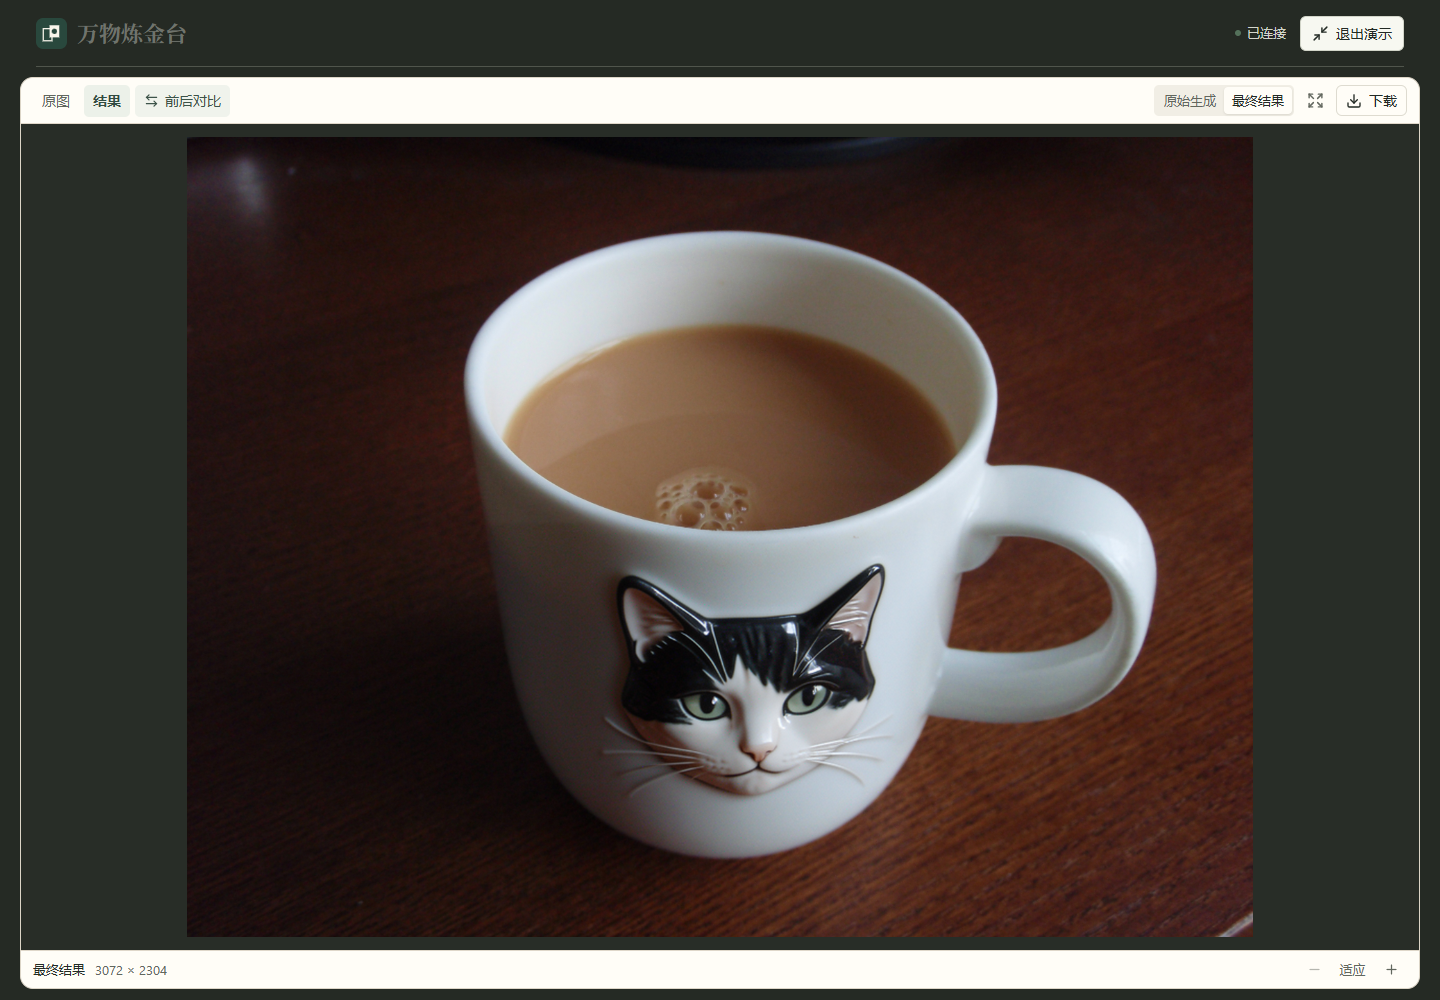 万物炼金台
已连接
退出演示
原图
结果
前后对比
原始生成
最终结果
下载
最终结果 3072 × 2304
− 适应 +